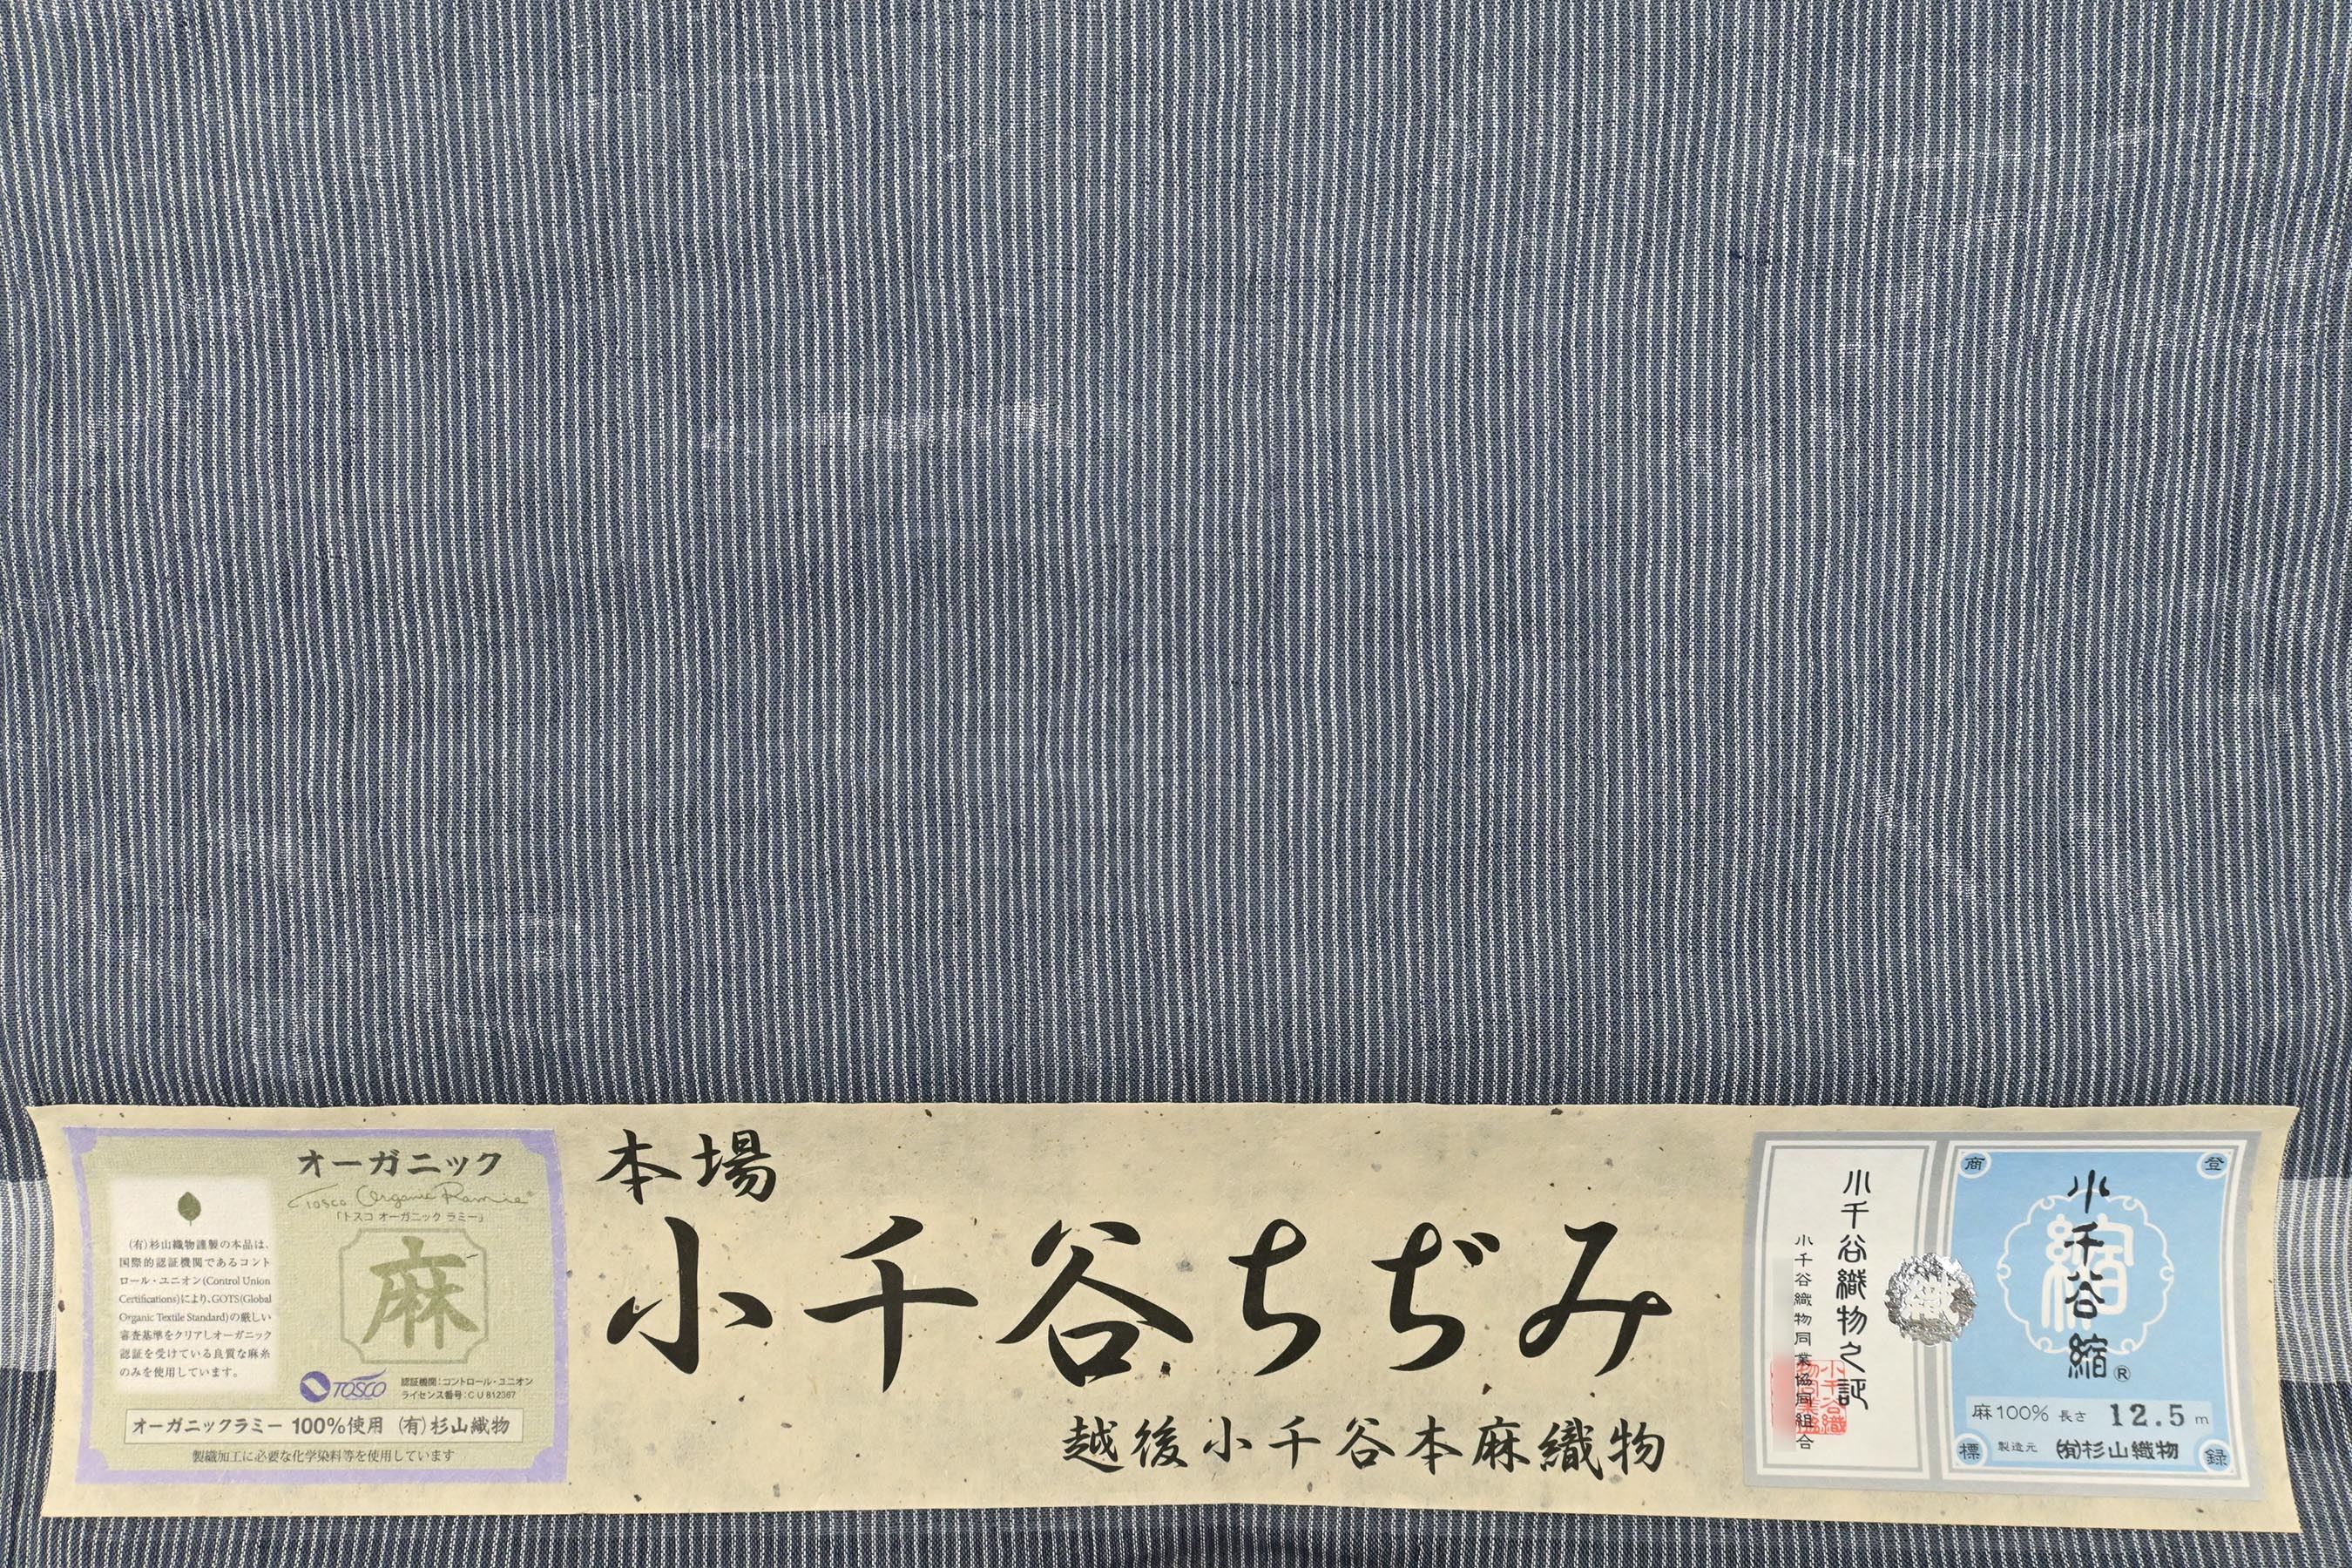 オーガニック
Tosco Organic Ramie
「トスコ オーガニック ラミー」
(有)杉山織物謹製の本品は、
国際的認証機関であるコント
ロール・ユニオン(Control Union
Certifications)により、GOTS(Global
Organic Textile Standard)の厳しい
審査基準をクリアしオーガニック
認証を受けている良質な麻糸
のみを使用しています。
麻
TOSCO
認証機関:コントロール・ユニオン
ライセンス番号:CU812367
オーガニックラミー 100%使用 (有)杉山織物
製織加工に必要な化学染料等を使用しています
本場
小千谷ちぢみ
越後小千谷本麻織物
小千谷織物之証
小千谷織物同業協同組合
商
登
標
録
縮
小千谷縮®
麻100% 長さ 12.5m
製造元 (有)杉山織物